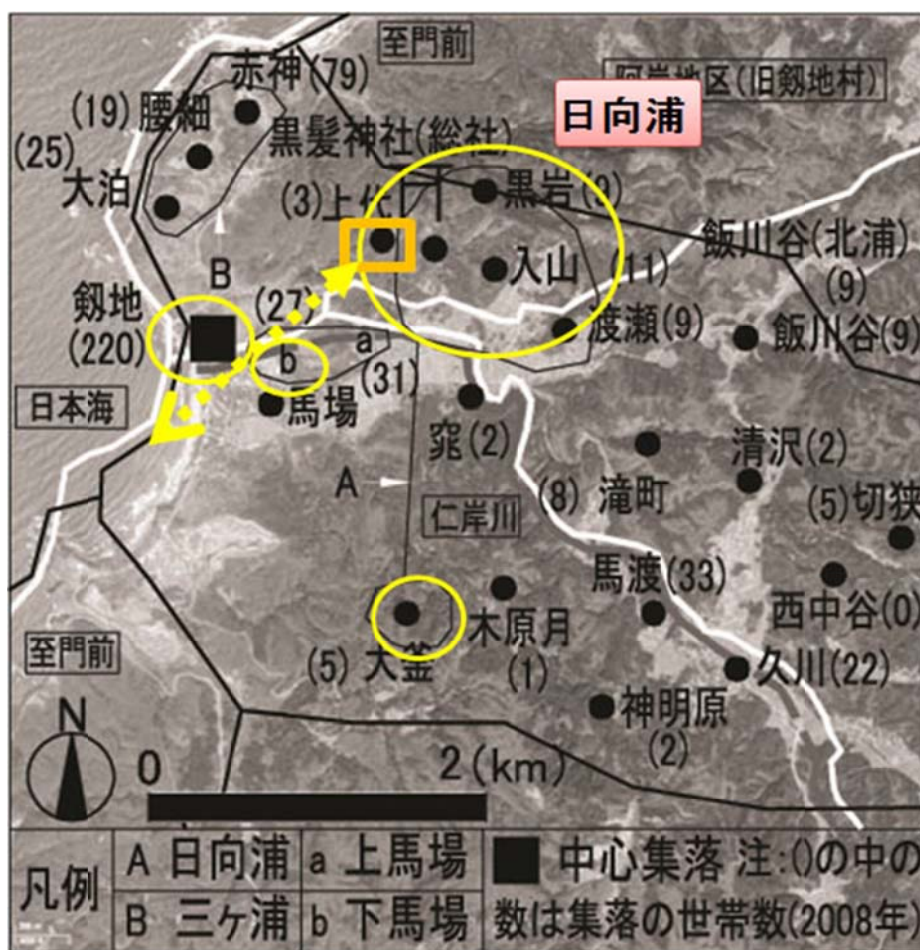 至門前
赤神(79)
阿岸地区(旧剱地村)
日向浦
(19)腰細
黒髪神社(総社)
(25)
大泊
(3)上代
黒岩(9)
B
入山 (11)
飯川谷(北浦)
(9)
剱地
(220)
(27)
渡瀬(9)
飯川谷(9)
b
a
(31)
日本海
馬場
窕(2)
清沢(2)
A
(8) 滝町
(5)切狭
仁岸川
馬渡(33)
西中谷(0)
至門前
(5) 大釜
木原月
(1)
久川(22)
神明原
(2)
N
0
2(km)
凡例
A 日向浦
a 上馬場
中心集落 注:()の中の
B 三ヶ浦
b 下馬場
数は集落の世帯数(2008年)